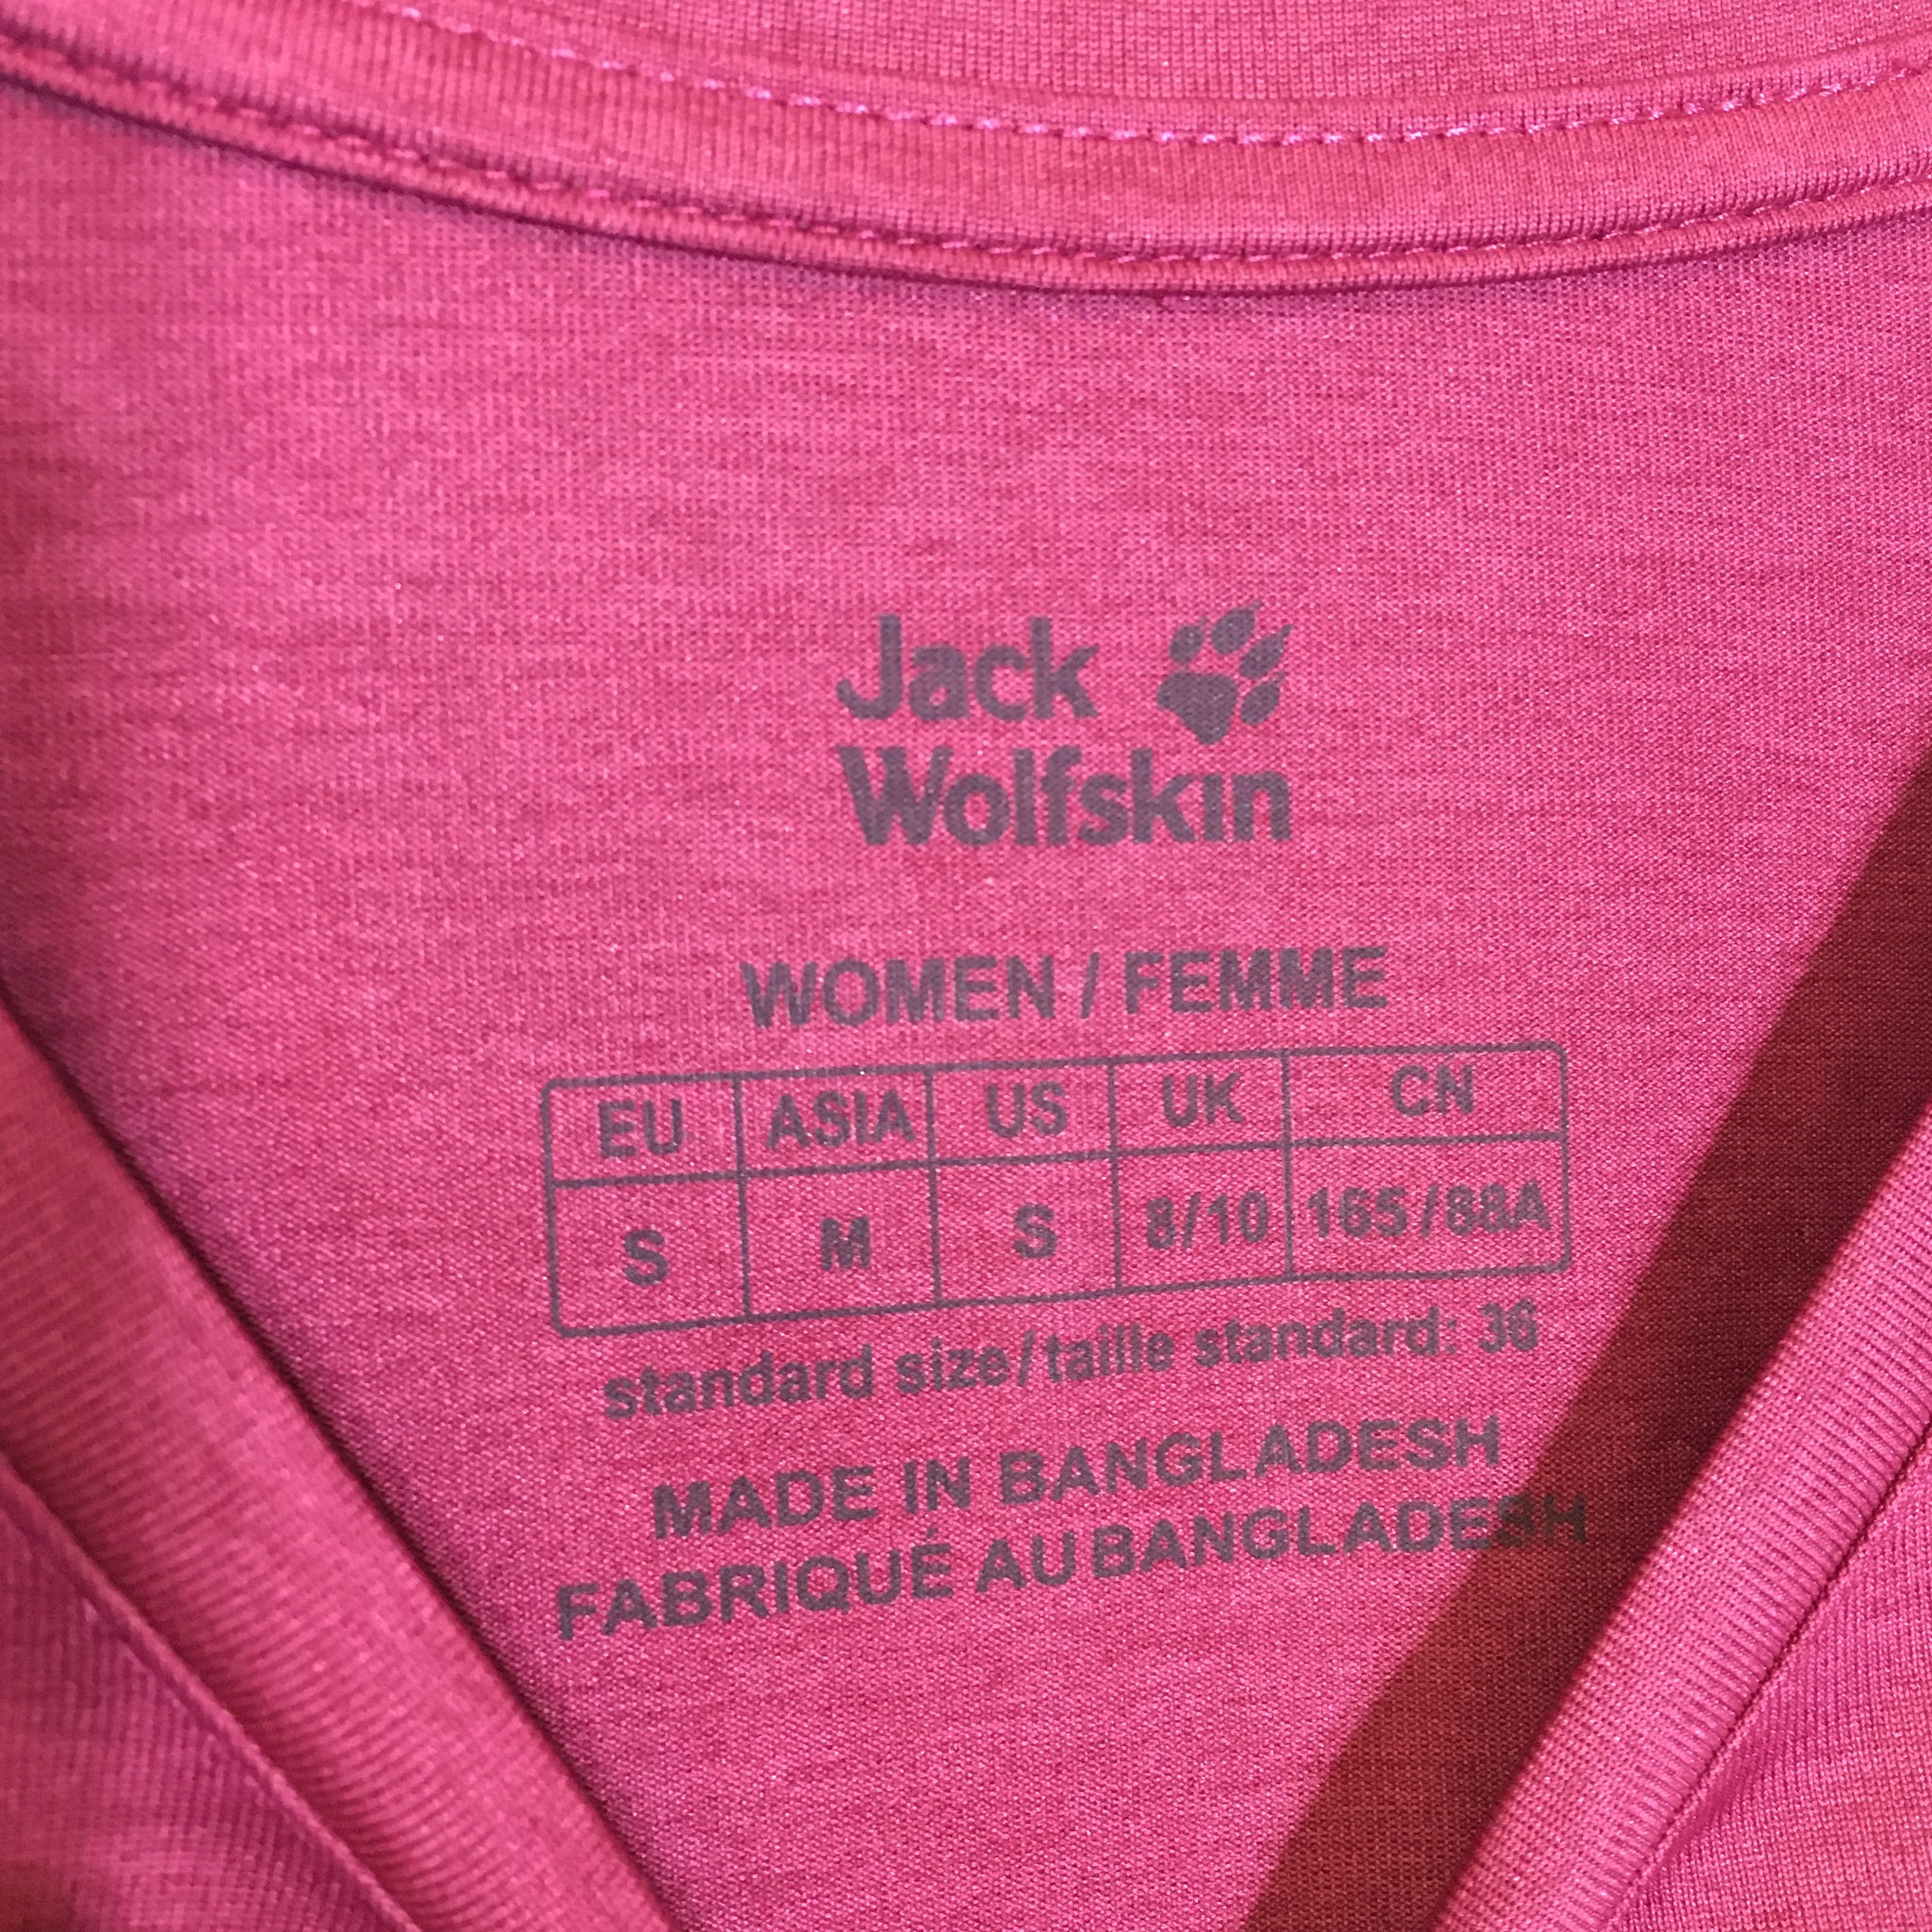 Jack
Wolfskin
WOMEN / FEMME
EU ASIA US UK CN
S M S 8/10 165/88A
standard size/taille standard: 36
MADE IN BANGLADESH
FABRIQUÉ AU BANGLADESH